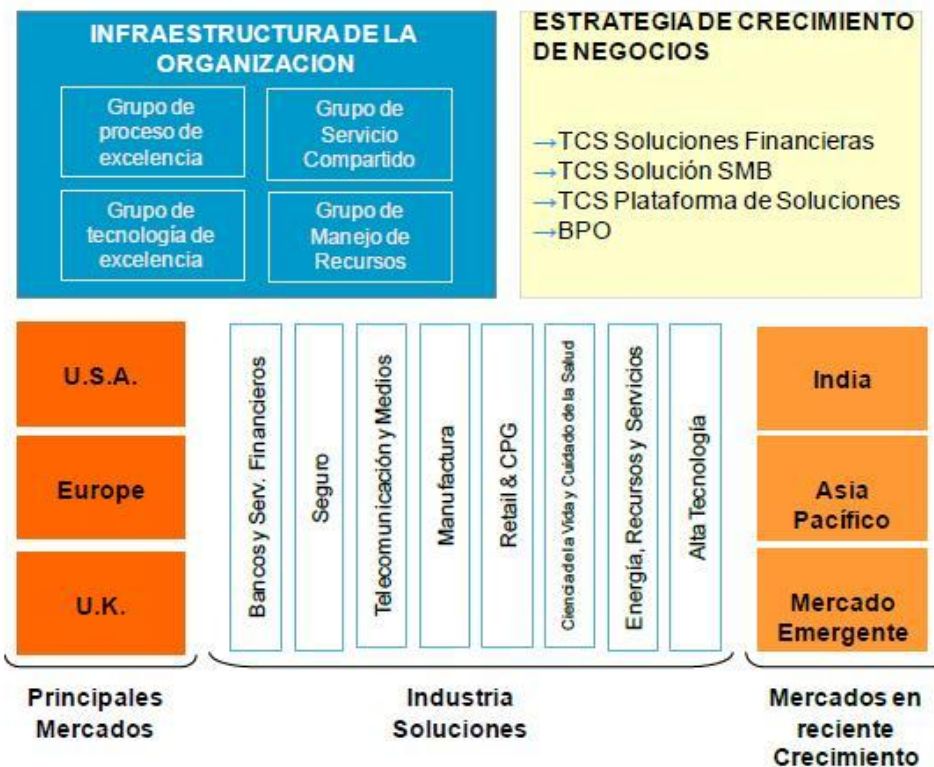 INFRAESTRUCTURA DE LA
ORGANIZACION
Grupo de
proceso de
excelencia
Grupo de
Servicio
Compartido
Grupo de
tecnología de
excelencia
Grupo de
Manejo de
Recursos
ESTRATEGIA DE CRECIMIENTO
DE NEGOCIOS
→TCS Soluciones Financieras
→TCS Solución SMB
→TCS Plataforma de Soluciones
→BPO
U.S.A.
Europe
U.K.
Principales
Mercados
Bancos y Serv. Financieros
Seguro
Telecomunicación y Medios
Manufactura
Retail & CPG
Ciencia de la Vida y Cuidado de la Salud
Energía, Recursos y Servicios
Alta Tecnología
Industria
Soluciones
India
Asia
Pacífico
Mercado
Emergente
Mercados en
reciente
Crecimiento